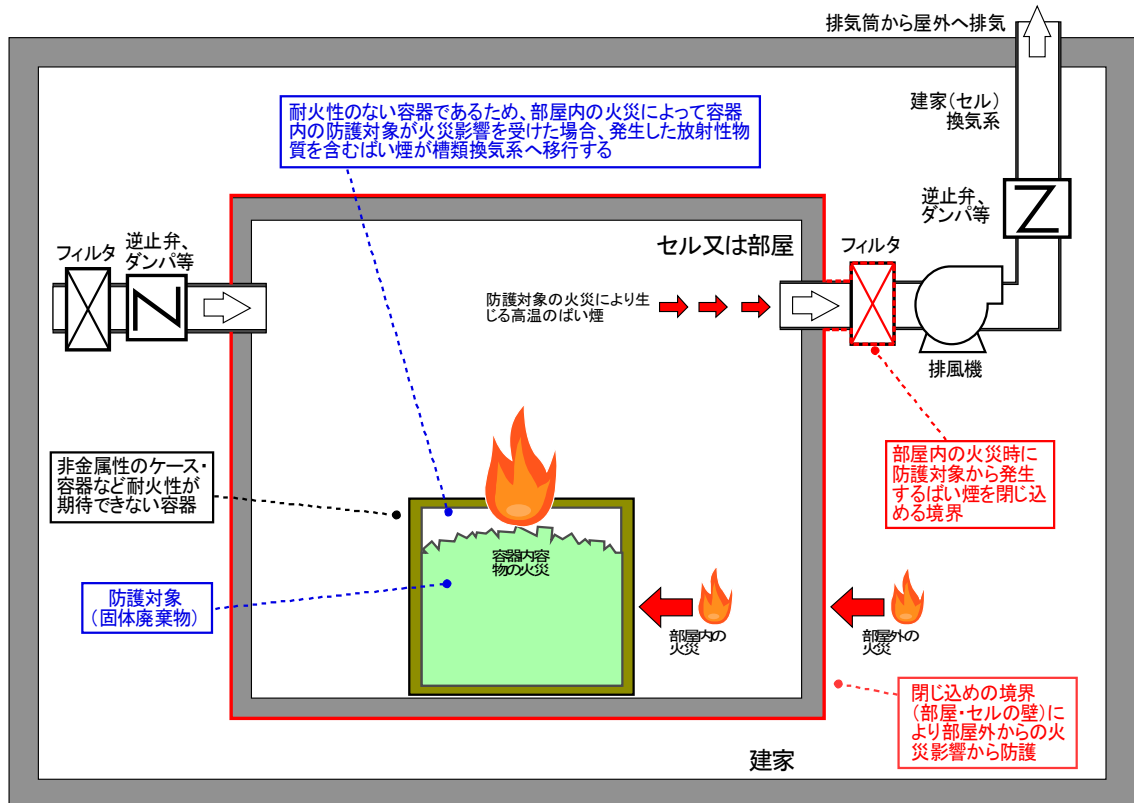 排気筒から屋外へ排気
建家(セル)
換気系
耐火性のない容器であるため、部屋内の火災によって容器
内の防護対象が火災影響を受けた場合、発生した放射性物
質を含むばい煙が槽類換気系へ移行する
逆止弁、
ダンパ等
フィルタ
逆止弁、
ダンパ等
セル又は部屋
フィルタ
防護対象の火災により生
じる高温のばい煙
排風機
非金属性のケース・
容器など耐火性が
期待できない容器
部屋内の火災時に
防護対象から発生
するばい煙を閉じ込
める境界
容器内容
物の火災
防護対象
(固体廃棄物)
部屋内の
火災
部屋外の
火災
閉じ込めの境界
(部屋・セルの壁)に
より部屋外からの火
災影響から防護
建家